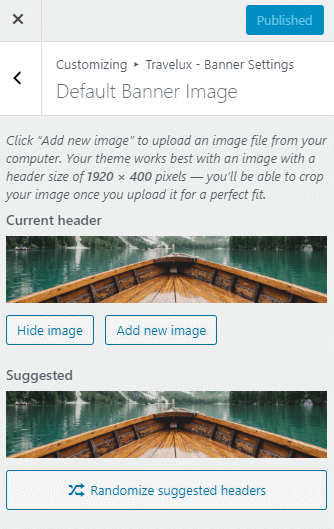 Published
Customizing ▸ Travelux - Banner Settings
Default Banner Image
Click “Add new image” to upload an image file from your
computer. Your theme works best with an image with a
header size of 1920 × 400 pixels — you’ll be able to crop
your image once you upload it for a perfect fit.
Current header
Hide image
Add new image
Suggested
Randomize suggested headers